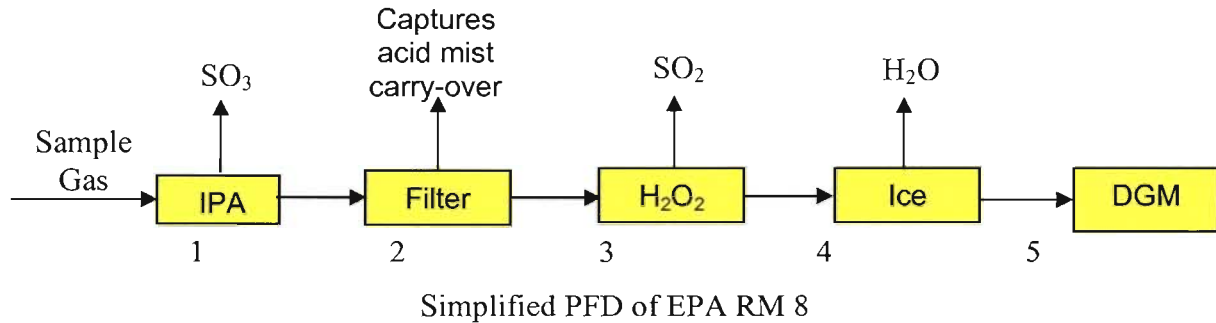 Captures
acid mist
carry-over
SO₃
SO₂
H₂O
Sample
Gas
IPA
Filter
H₂O₂
Ice
DGM
1
2
3
4
5
Simplified PFD of EPA RM 8